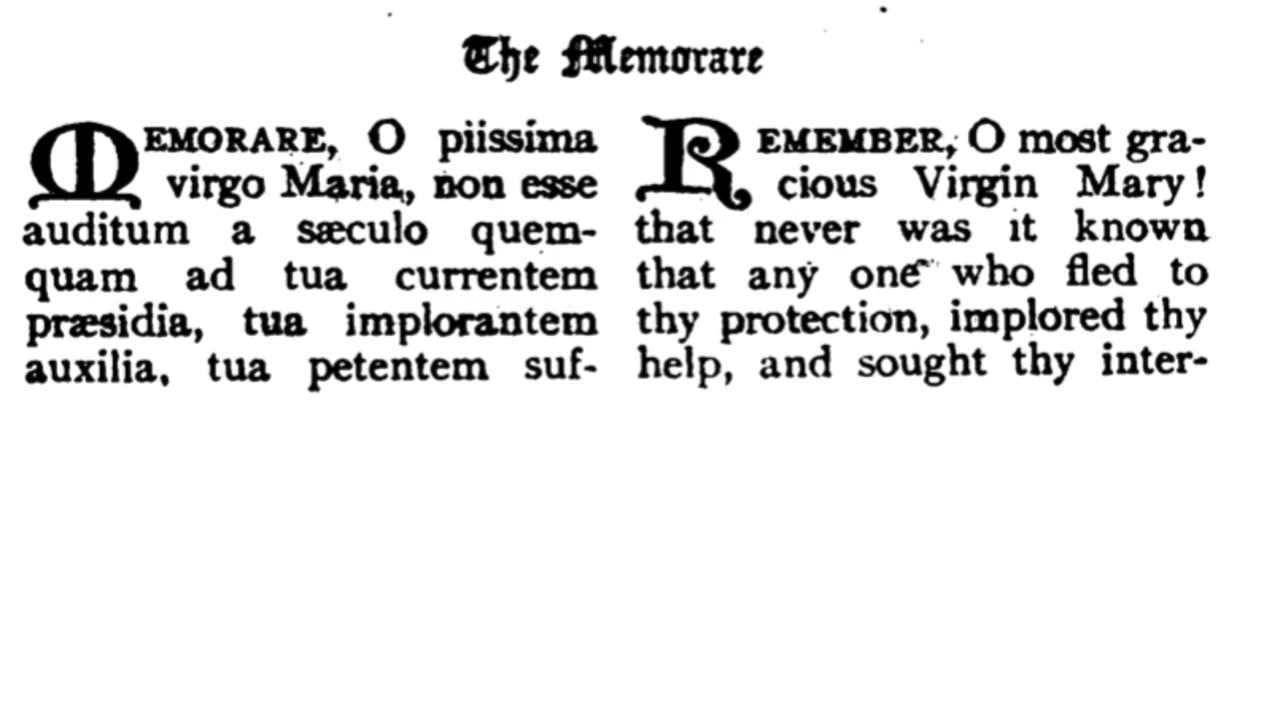 The Memorare
MEMORARE, O piissima
virgo Maria, non esse
auditum a sæculo quem-
quam ad tua currentem
præsidia, tua implorantem
auxilia, tua petentem suf-
REMEMBER, O most gra-
cious Virgin Mary!
that never was it known
that any one who fled to
thy protection, implored thy
help, and sought thy inter-